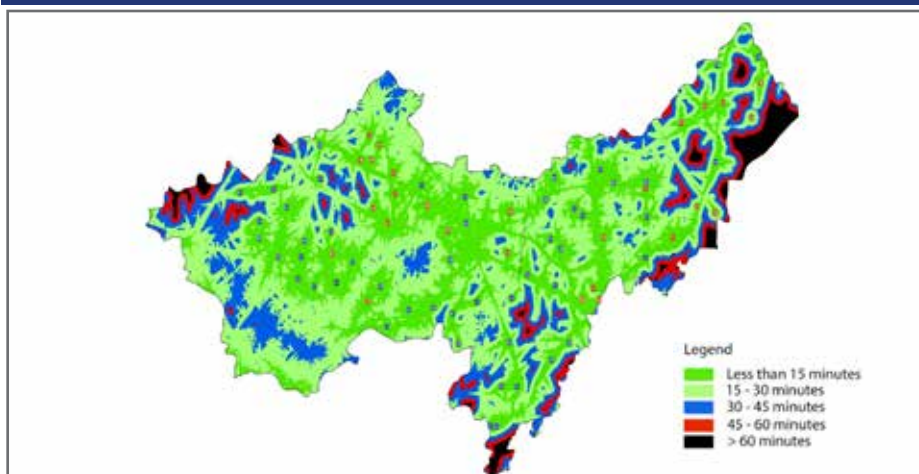 Legend
Less than 15 minutes
15 - 30 minutes
30 - 45 minutes
45 - 60 minutes
> 60 minutes